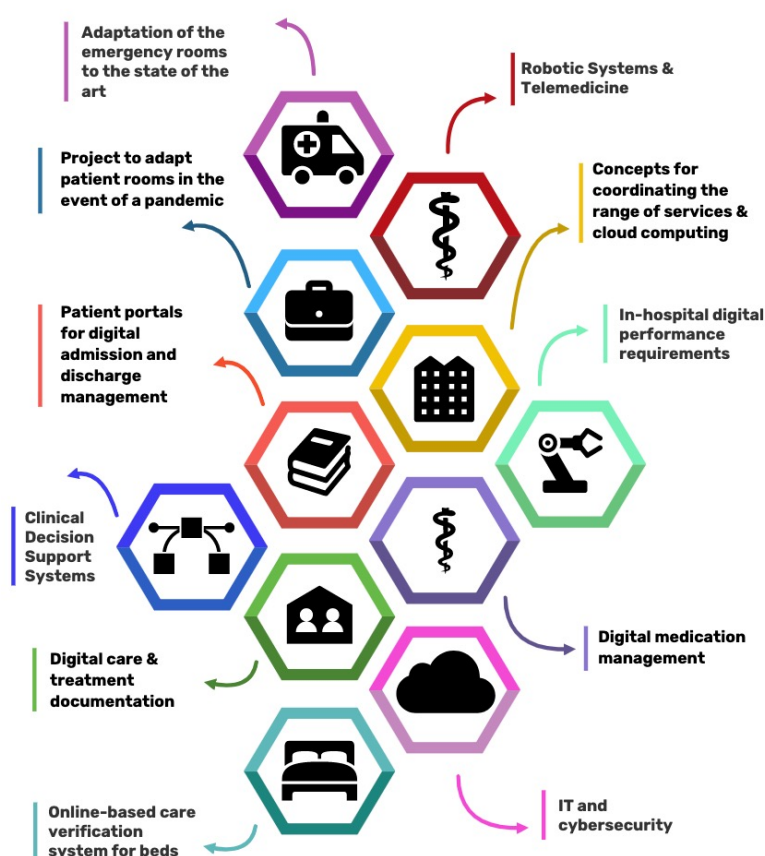 Adaptation of the
emergency rooms
to the state of the
art
Robotic Systems &
Telemedicine
Project to adapt
patient rooms in the
event of a pandemic
Concepts for
coordinating the
range of services &
cloud computing
Patient portals
for digital
admission and
discharge
management
In-hospital digital
performance
requirements
Clinical
Decision
Support
Systems
Digital medication
management
Digital care &
treatment
documentation
IT and
cybersecurity
Online-based care
verification
system for beds